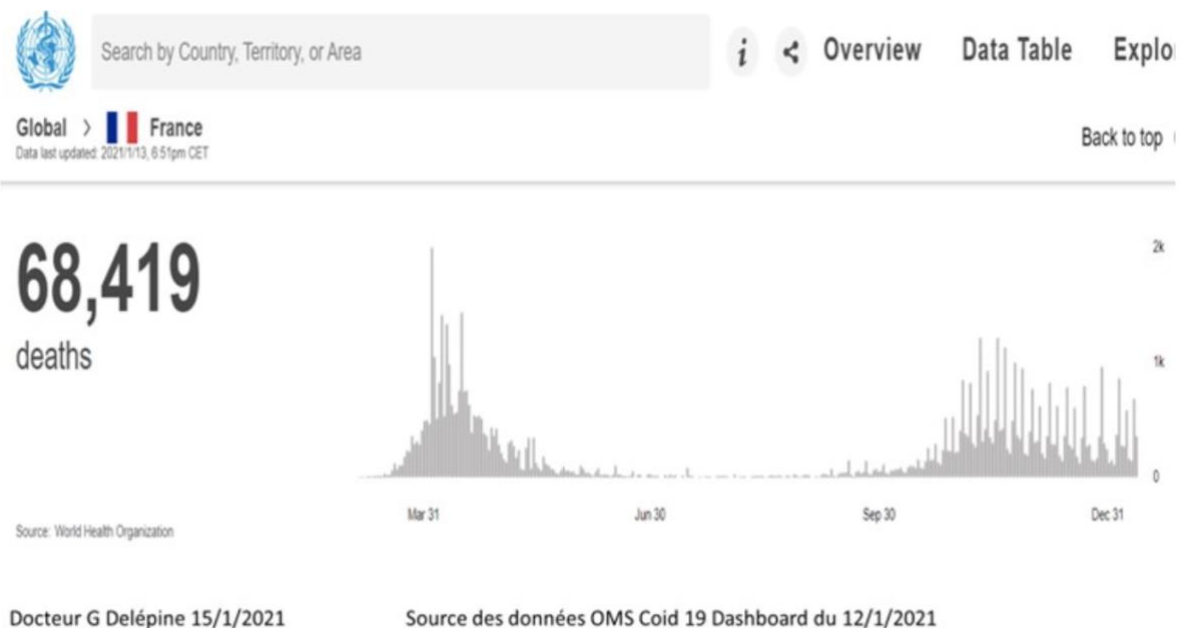 Search by Country, Territory, or Area
i Overview Data Table Explo
Global > France
Data last updated: 2021/1/13, 6:51pm CET
Back to top
68,419
deaths
2k
1k
0
Mar 31 Jun 30 Sep 30 Dec 31
Source: World Health Organization
Docteur G Delépine 15/1/2021 Source des données OMS Coid 19 Dashboard du 12/1/2021